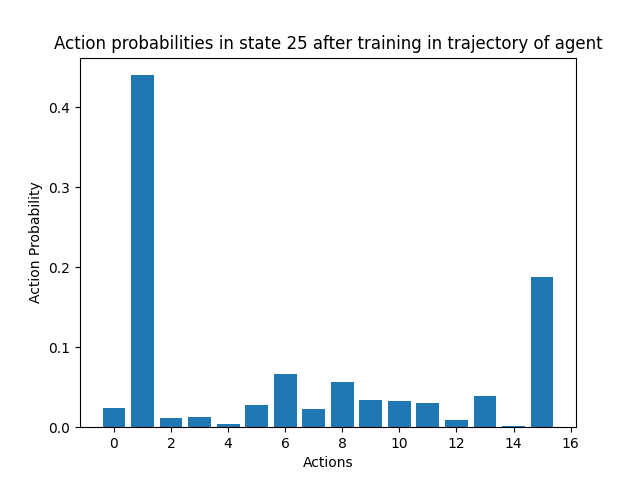 Action probabilities in state 25 after training in trajectory of agent
0.4
0.3
0.2
0.1
0.0
Action Probability
0 2 4 6 8 10 12 14 16
Actions